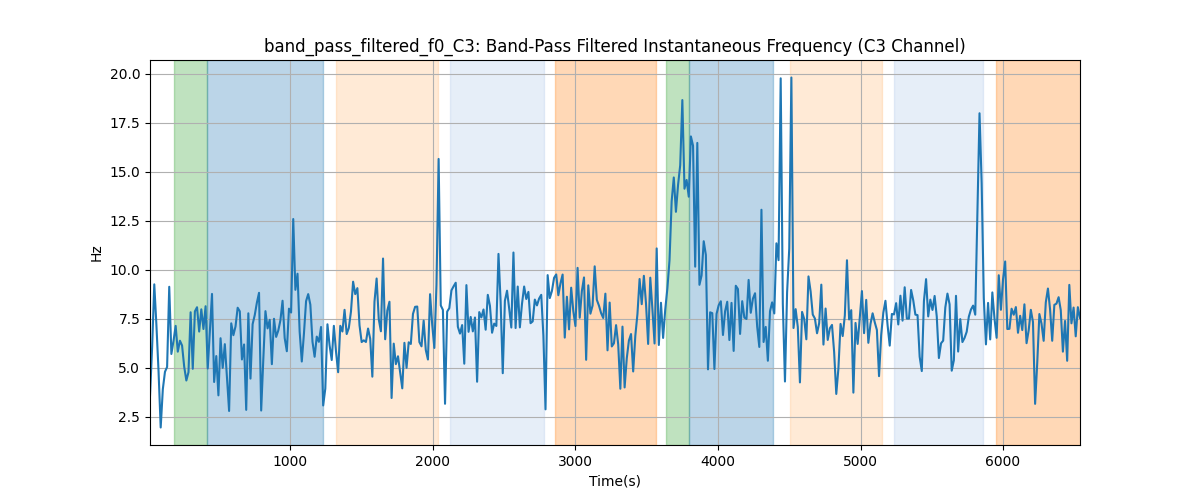 band_pass_filtered_f0_C3: Band-Pass Filtered Instantaneous Frequency (C3 Channel)
20.0
17.5
15.0
12.5
10.0
7.5
5.0
2.5
Hz
1000 2000 3000 4000 5000 6000
Time(s)